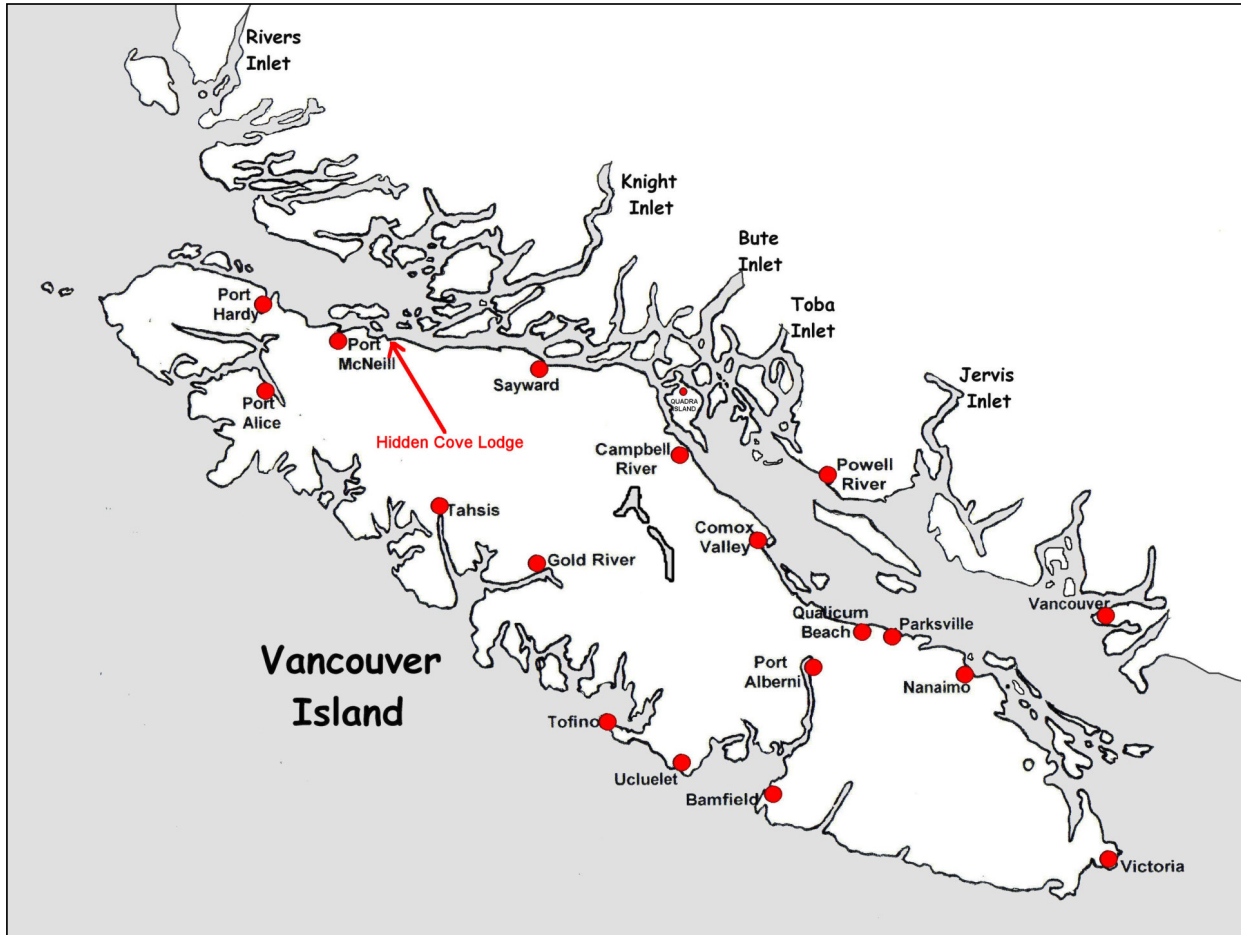 Rivers
Inlet
Knight
Inlet
Bute
Inlet
Toba
Inlet
Jervis
Inlet
Port
Hardy
Port
McNeill
Sayward
Port
Alice
QUADRA
ISLAND
Hidden Cove Lodge
Campbell
River
Powell
River
Tahsis
Comox
Valley
Gold River
Qualicum
Beach
Parksville
Vancouver
Vancouver
Island
Port
Alberni
Nanaimo
Tofino
Ucluelet
Bamfield
Victoria